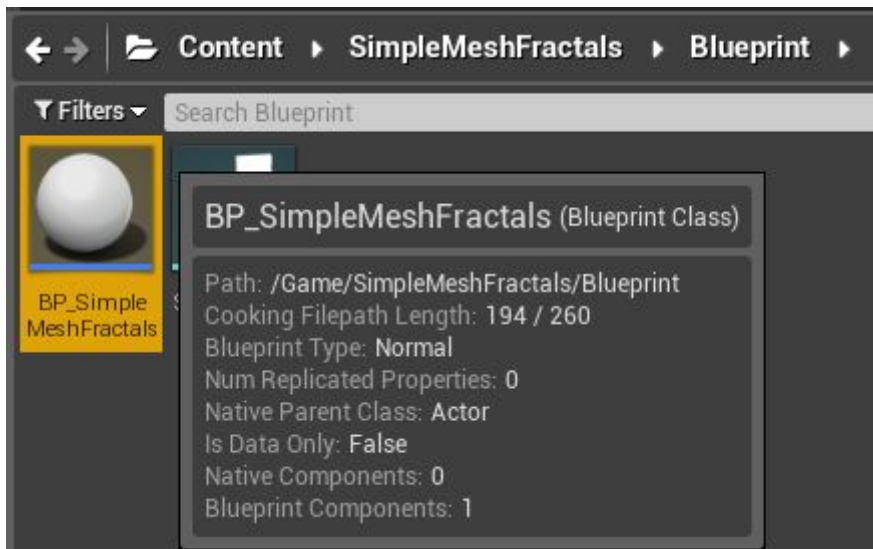 Content SimpleMeshFractals Blueprint
Filters Search Blueprint
BP_Simple
MeshFractals
BP_SimpleMeshFractals (Blueprint Class)
Path: /Game/SimpleMeshFractals/Blueprint
Cooking Filepath Length: 194 / 260
Blueprint Type: Normal
Num Replicated Properties: 0
Native Parent Class: Actor
Is Data Only: False
Native Components: 0
Blueprint Components: 1